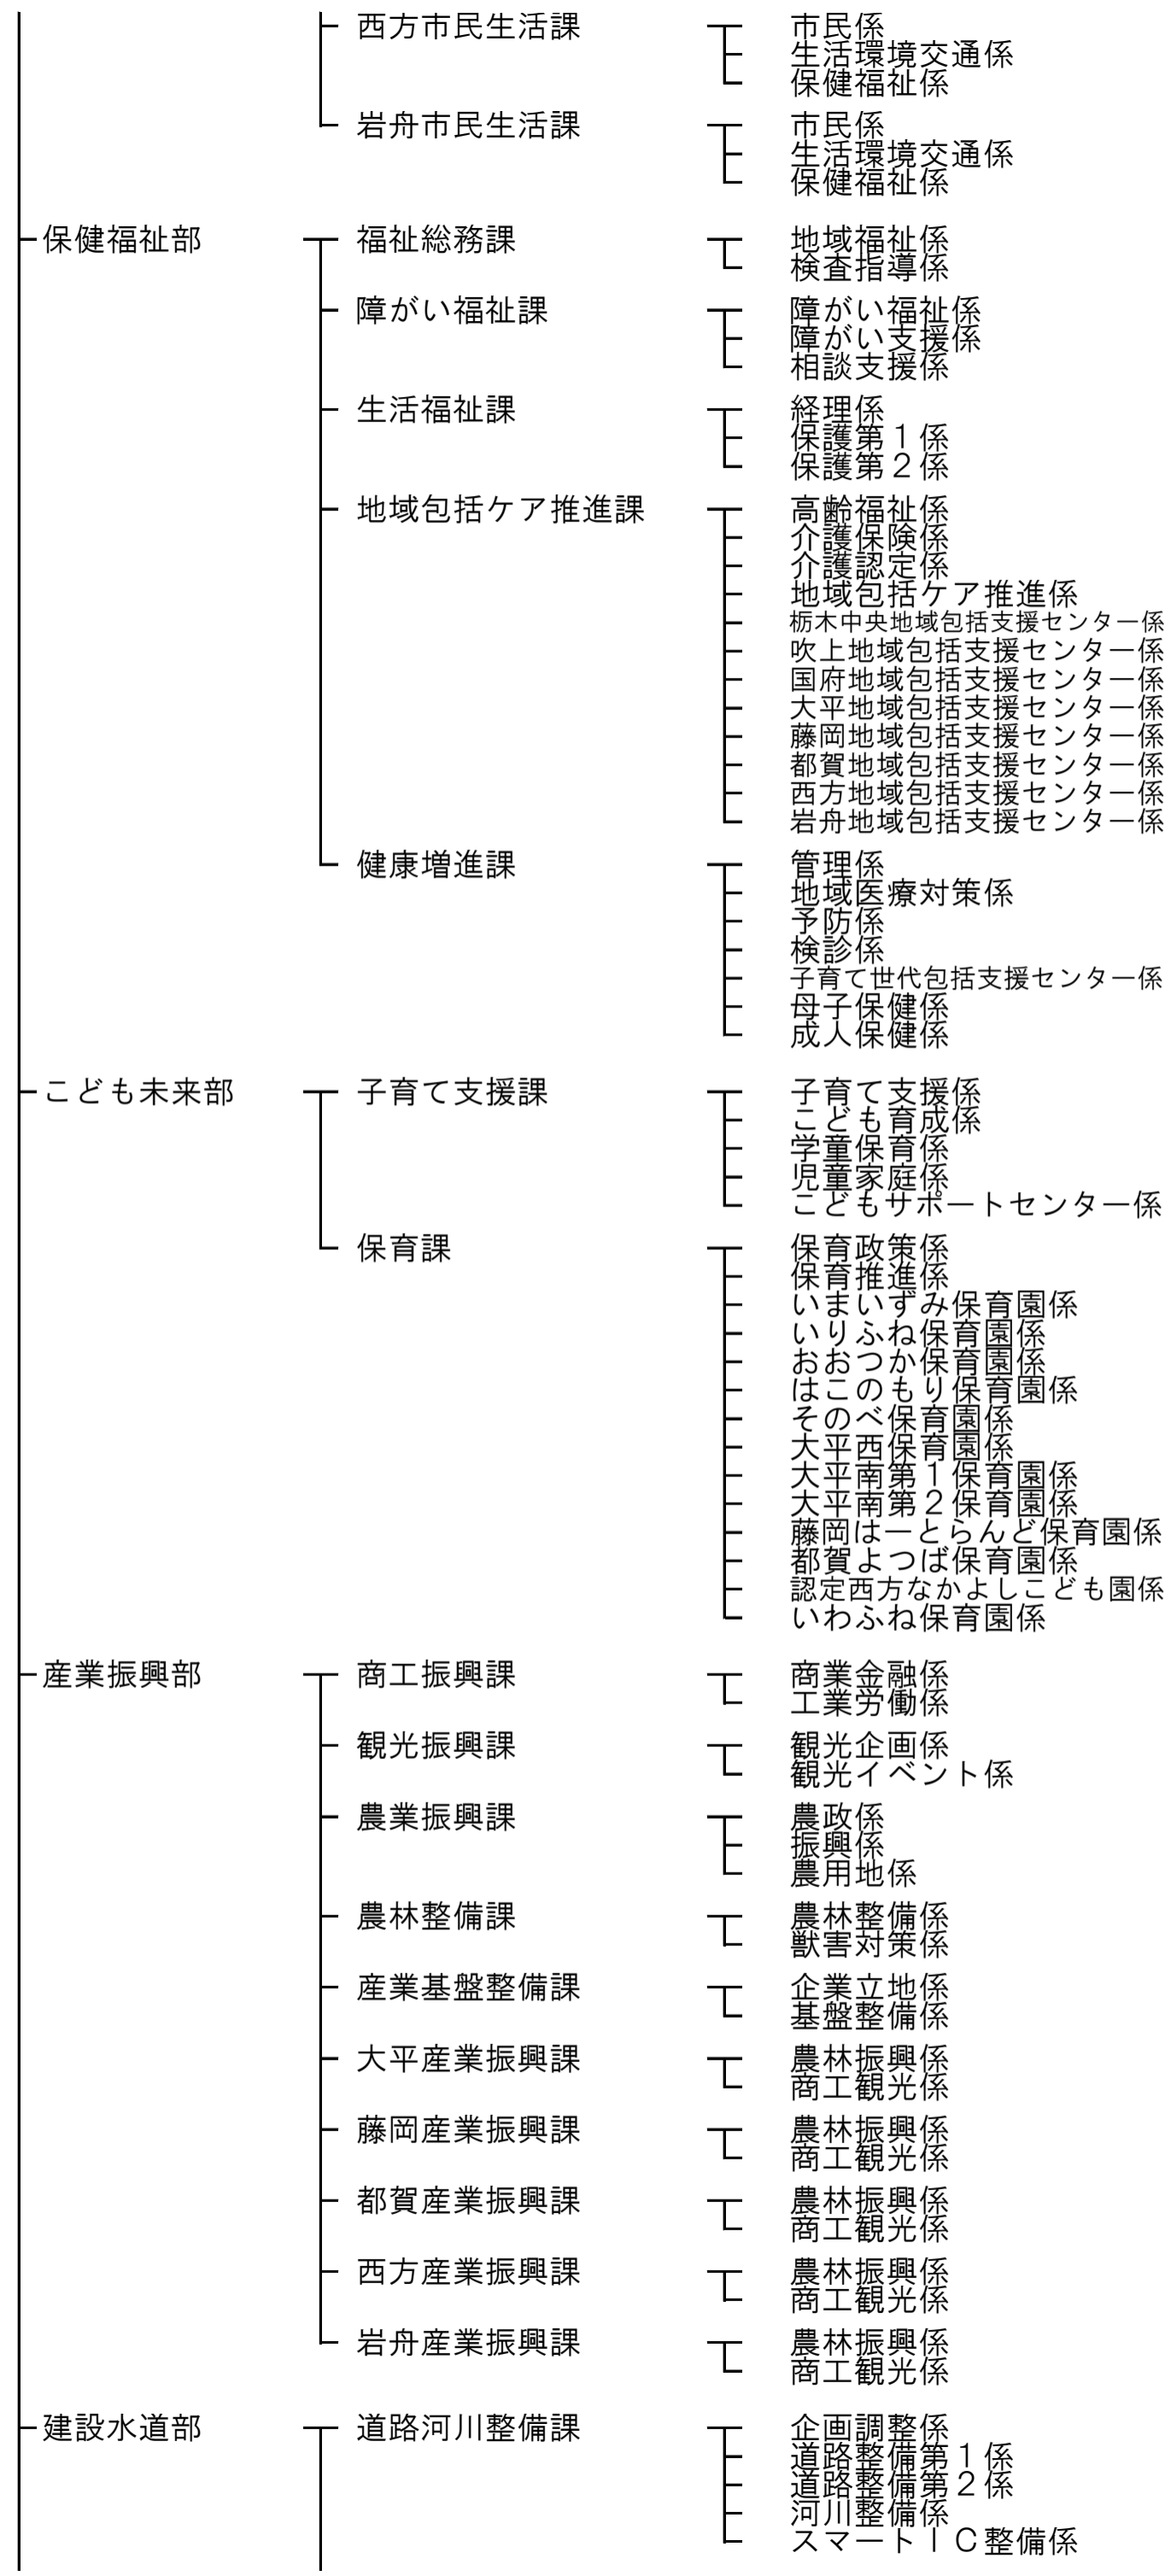 西方市民生活課 市民係
生活環境交通係
保健福祉係
岩舟市民生活課 市民係
生活環境交通係
保健福祉係
保健福祉部 福祉総務課 地域福祉係
検査指導係
障がい福祉課 障がい福祉係
障がい支援係
相談支援係
生活福祉課 経理係
保護第１係
保護第２係
地域包括ケア推進課 高齢福祉係
介護保険係
介護認定係
地域包括ケア推進係
栃木中央地域包括支援センター係
吹上地域包括支援センター係
国府地域包括支援センター係
大平地域包括支援センター係
藤岡地域包括支援センター係
都賀地域包括支援センター係
西方地域包括支援センター係
岩舟地域包括支援センター係
健康増進課 管理係
地域医療対策係
予防係
検診係
子育て世代包括支援センター係
母子保健係
成人保健係
こども未来部 子育て支援課 子育て支援係
こども育成係
学童保育係
児童家庭係
こどもサポートセンター係
保育課 保育政策係
保育推進係
いまいずみ保育園係
いりふね保育園係
おおつか保育園係
はこのもり保育園係
そのべ保育園係
大平西保育園係
大平南第１保育園係
大平南第２保育園係
藤岡はーとらんど保育園係
都賀よつば保育園係
認定西方なかよしこども園係
いわふね保育園係
産業振興部 商工振興課 商業金融係
工業労働係
観光振興課 観光企画係
観光イベント係
農業振興課 農政係
振興係
農用地係
農林整備課 農林整備係
獣害対策係
産業基盤整備課 企業立地係
基盤整備係
大平産業振興課 農林振興係
商工観光係
藤岡産業振興課 農林振興係
商工観光係
都賀産業振興課 農林振興係
商工観光係
西方産業振興課 農林振興係
商工観光係
岩舟産業振興課 農林振興係
商工観光係
建設水道部 道路河川整備課 企画調整係
道路整備第１係
道路整備第２係
河川整備係
スマートＩＣ整備係